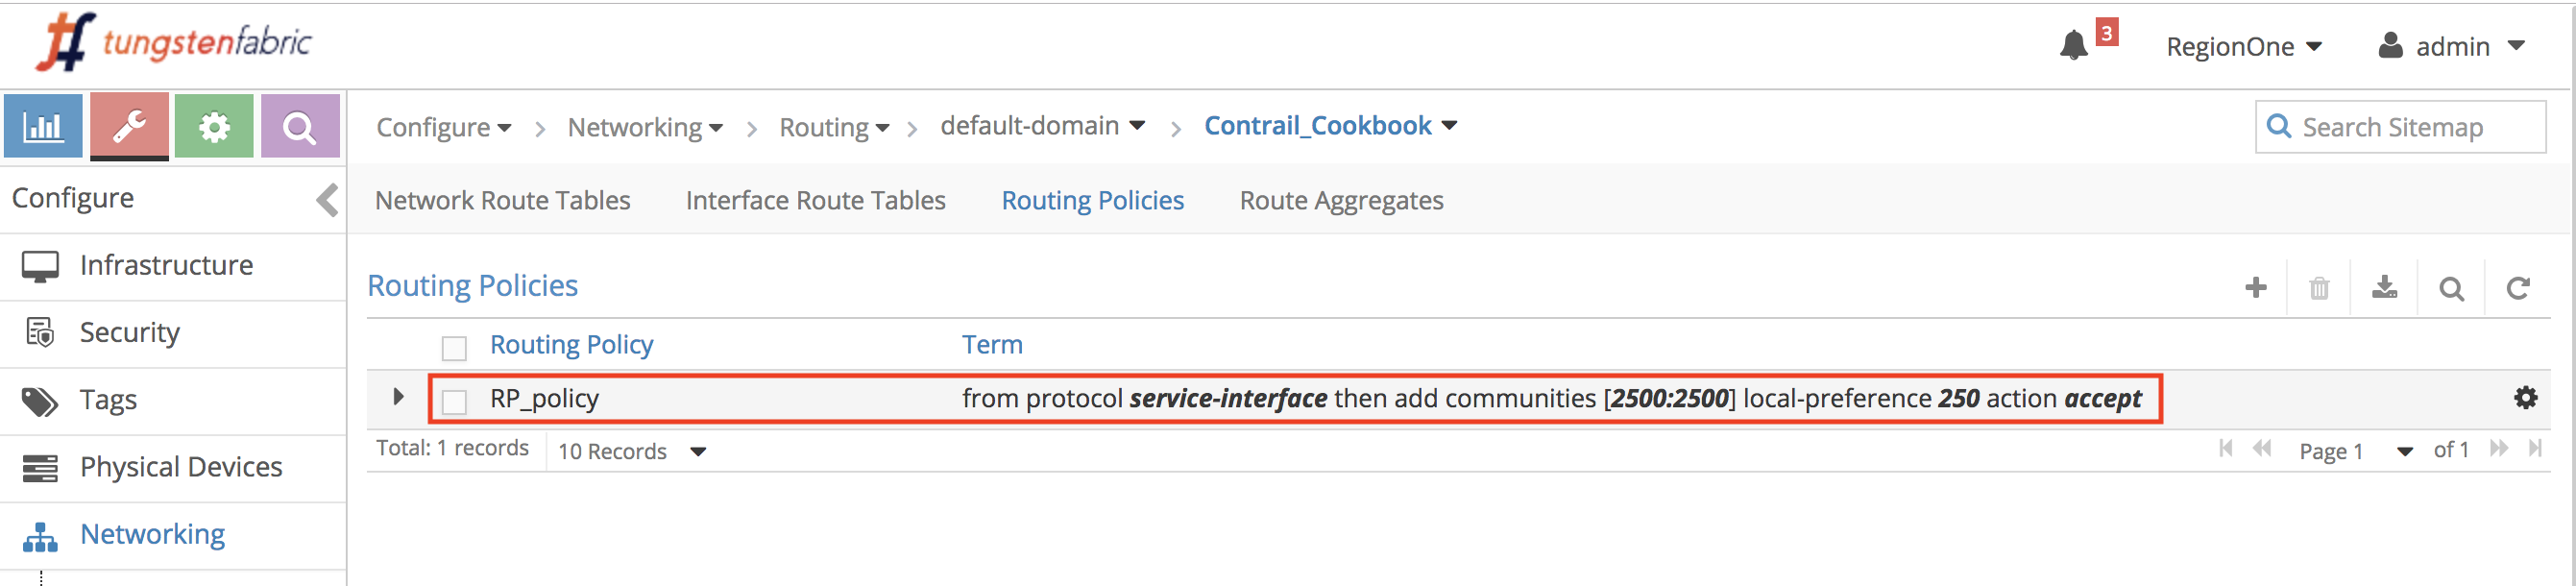 tungstenfabric
3
RegionOne
admin
Configure > Networking > Routing > default-domain > Contrail_Cookbook
Search Sitemap
Configure
Network Route Tables Interface Route Tables Routing Policies Route Aggregates
Infrastructure
Security
Tags
Physical Devices
Networking
Routing Policies
Routing Policy Term
RP_policy from protocol service-interface then add communities [2500:2500] local-preference 250 action accept
Total: 1 records 10 Records Page 1 of 1